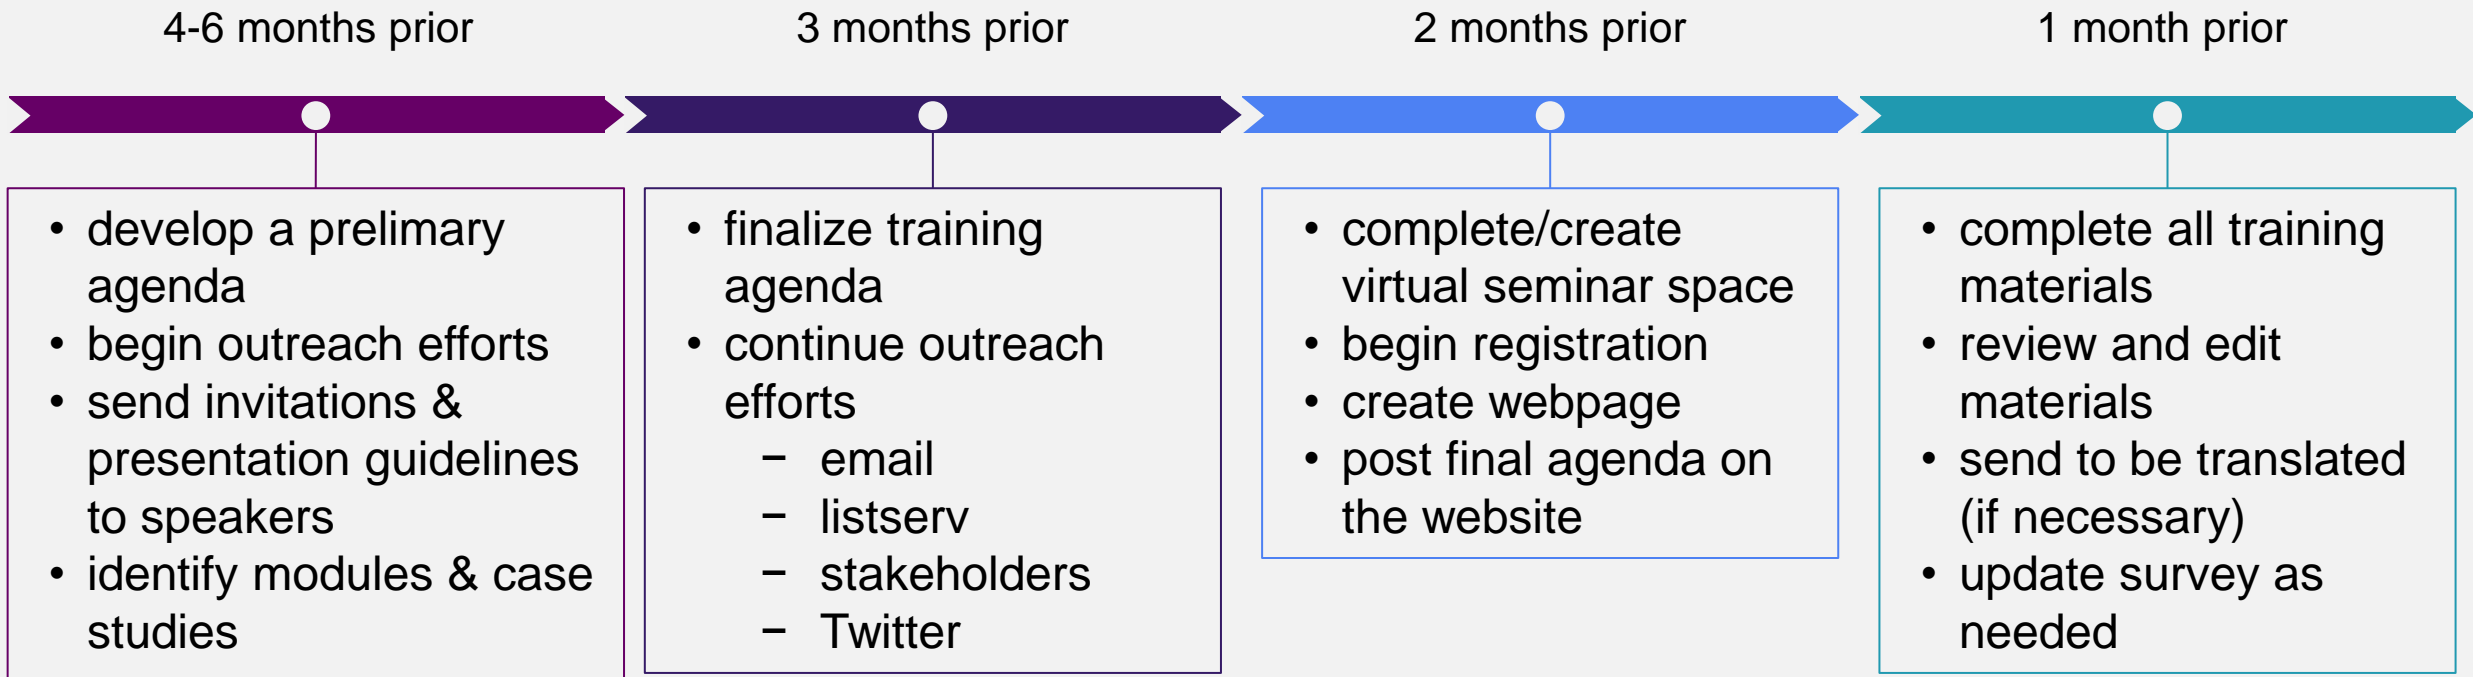 4-6 months prior
3 months prior
2 months prior
1 month prior
• develop a prelimary
agenda
• begin outreach efforts
• send invitations &
presentation guidelines
to speakers
• identify modules & case
studies
• finalize training
agenda
• continue outreach
efforts
– email
– listserv
– stakeholders
– Twitter
• complete/create
virtual seminar space
• begin registration
• create webpage
• post final agenda on
the website
• complete all training
materials
• review and edit
materials
• send to be translated
(if necessary)
• update survey as
needed